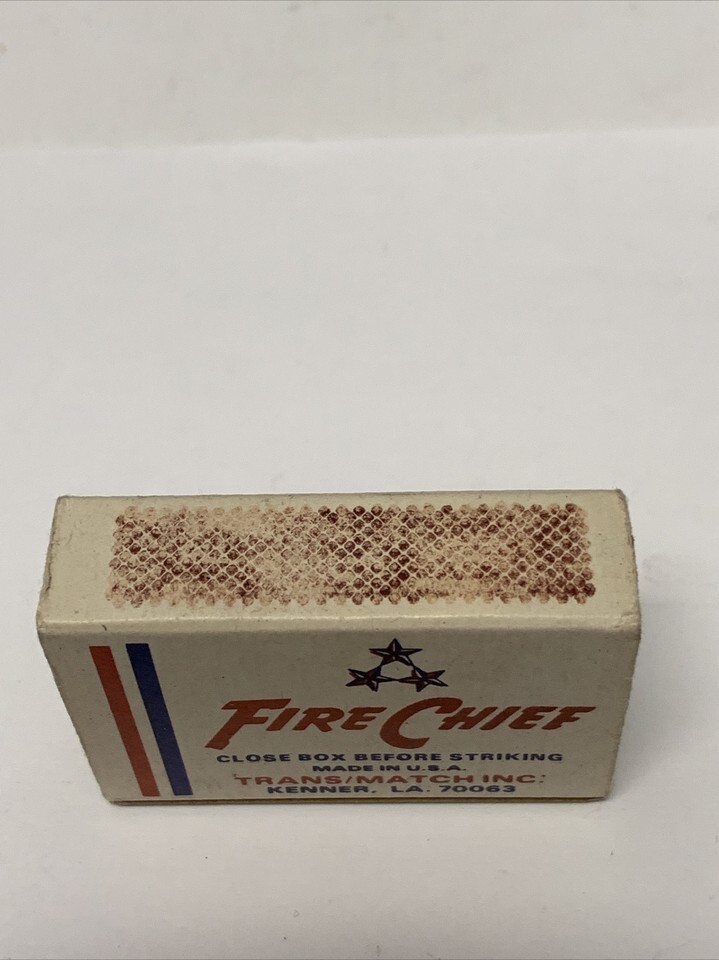 FIRE CHIEF
CLOSE BOX BEFORE STRIKING
MADE IN U.S.A.
TRANS/MATCH INC.
KENNER, LA. 70063